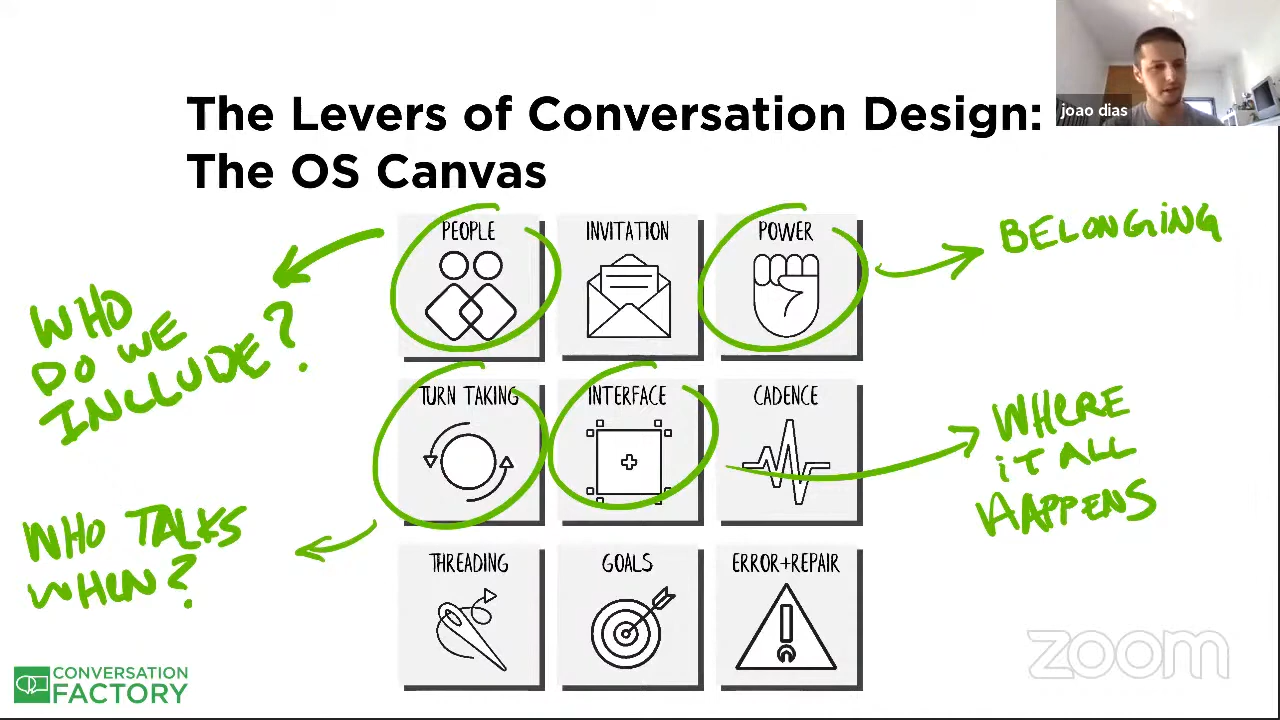 The Levers of Conversation Design:
The OS Canvas
joao dias
PEOPLE
INVITATION
POWER
BELONGING
WHO
DO WE
INCLUDE?
TURN TAKING
INTERFACE
CADENCE
WHERE
iT ALL
HAPPENS
WHO TALKS
WHEN?
THREADING
GOALS
ERROR+REPAIR
CONVERSATION
FACTORY
zoom